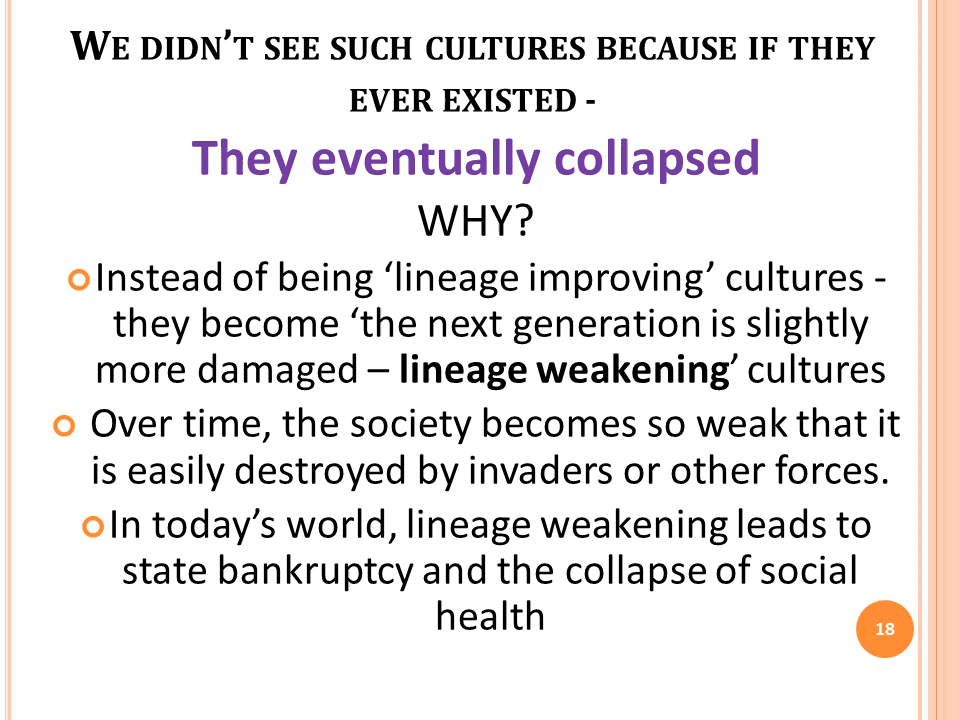 WE DIDN’T SEE SUCH CULTURES BECAUSE IF THEY
EVER EXISTED -
They eventually collapsed
WHY?
Instead of being ‘lineage improving’ cultures -
they become ‘the next generation is slightly
more damaged – lineage weakening’ cultures
Over time, the society becomes so weak that it
is easily destroyed by invaders or other forces.
In today’s world, lineage weakening leads to
state bankruptcy and the collapse of social
health
18